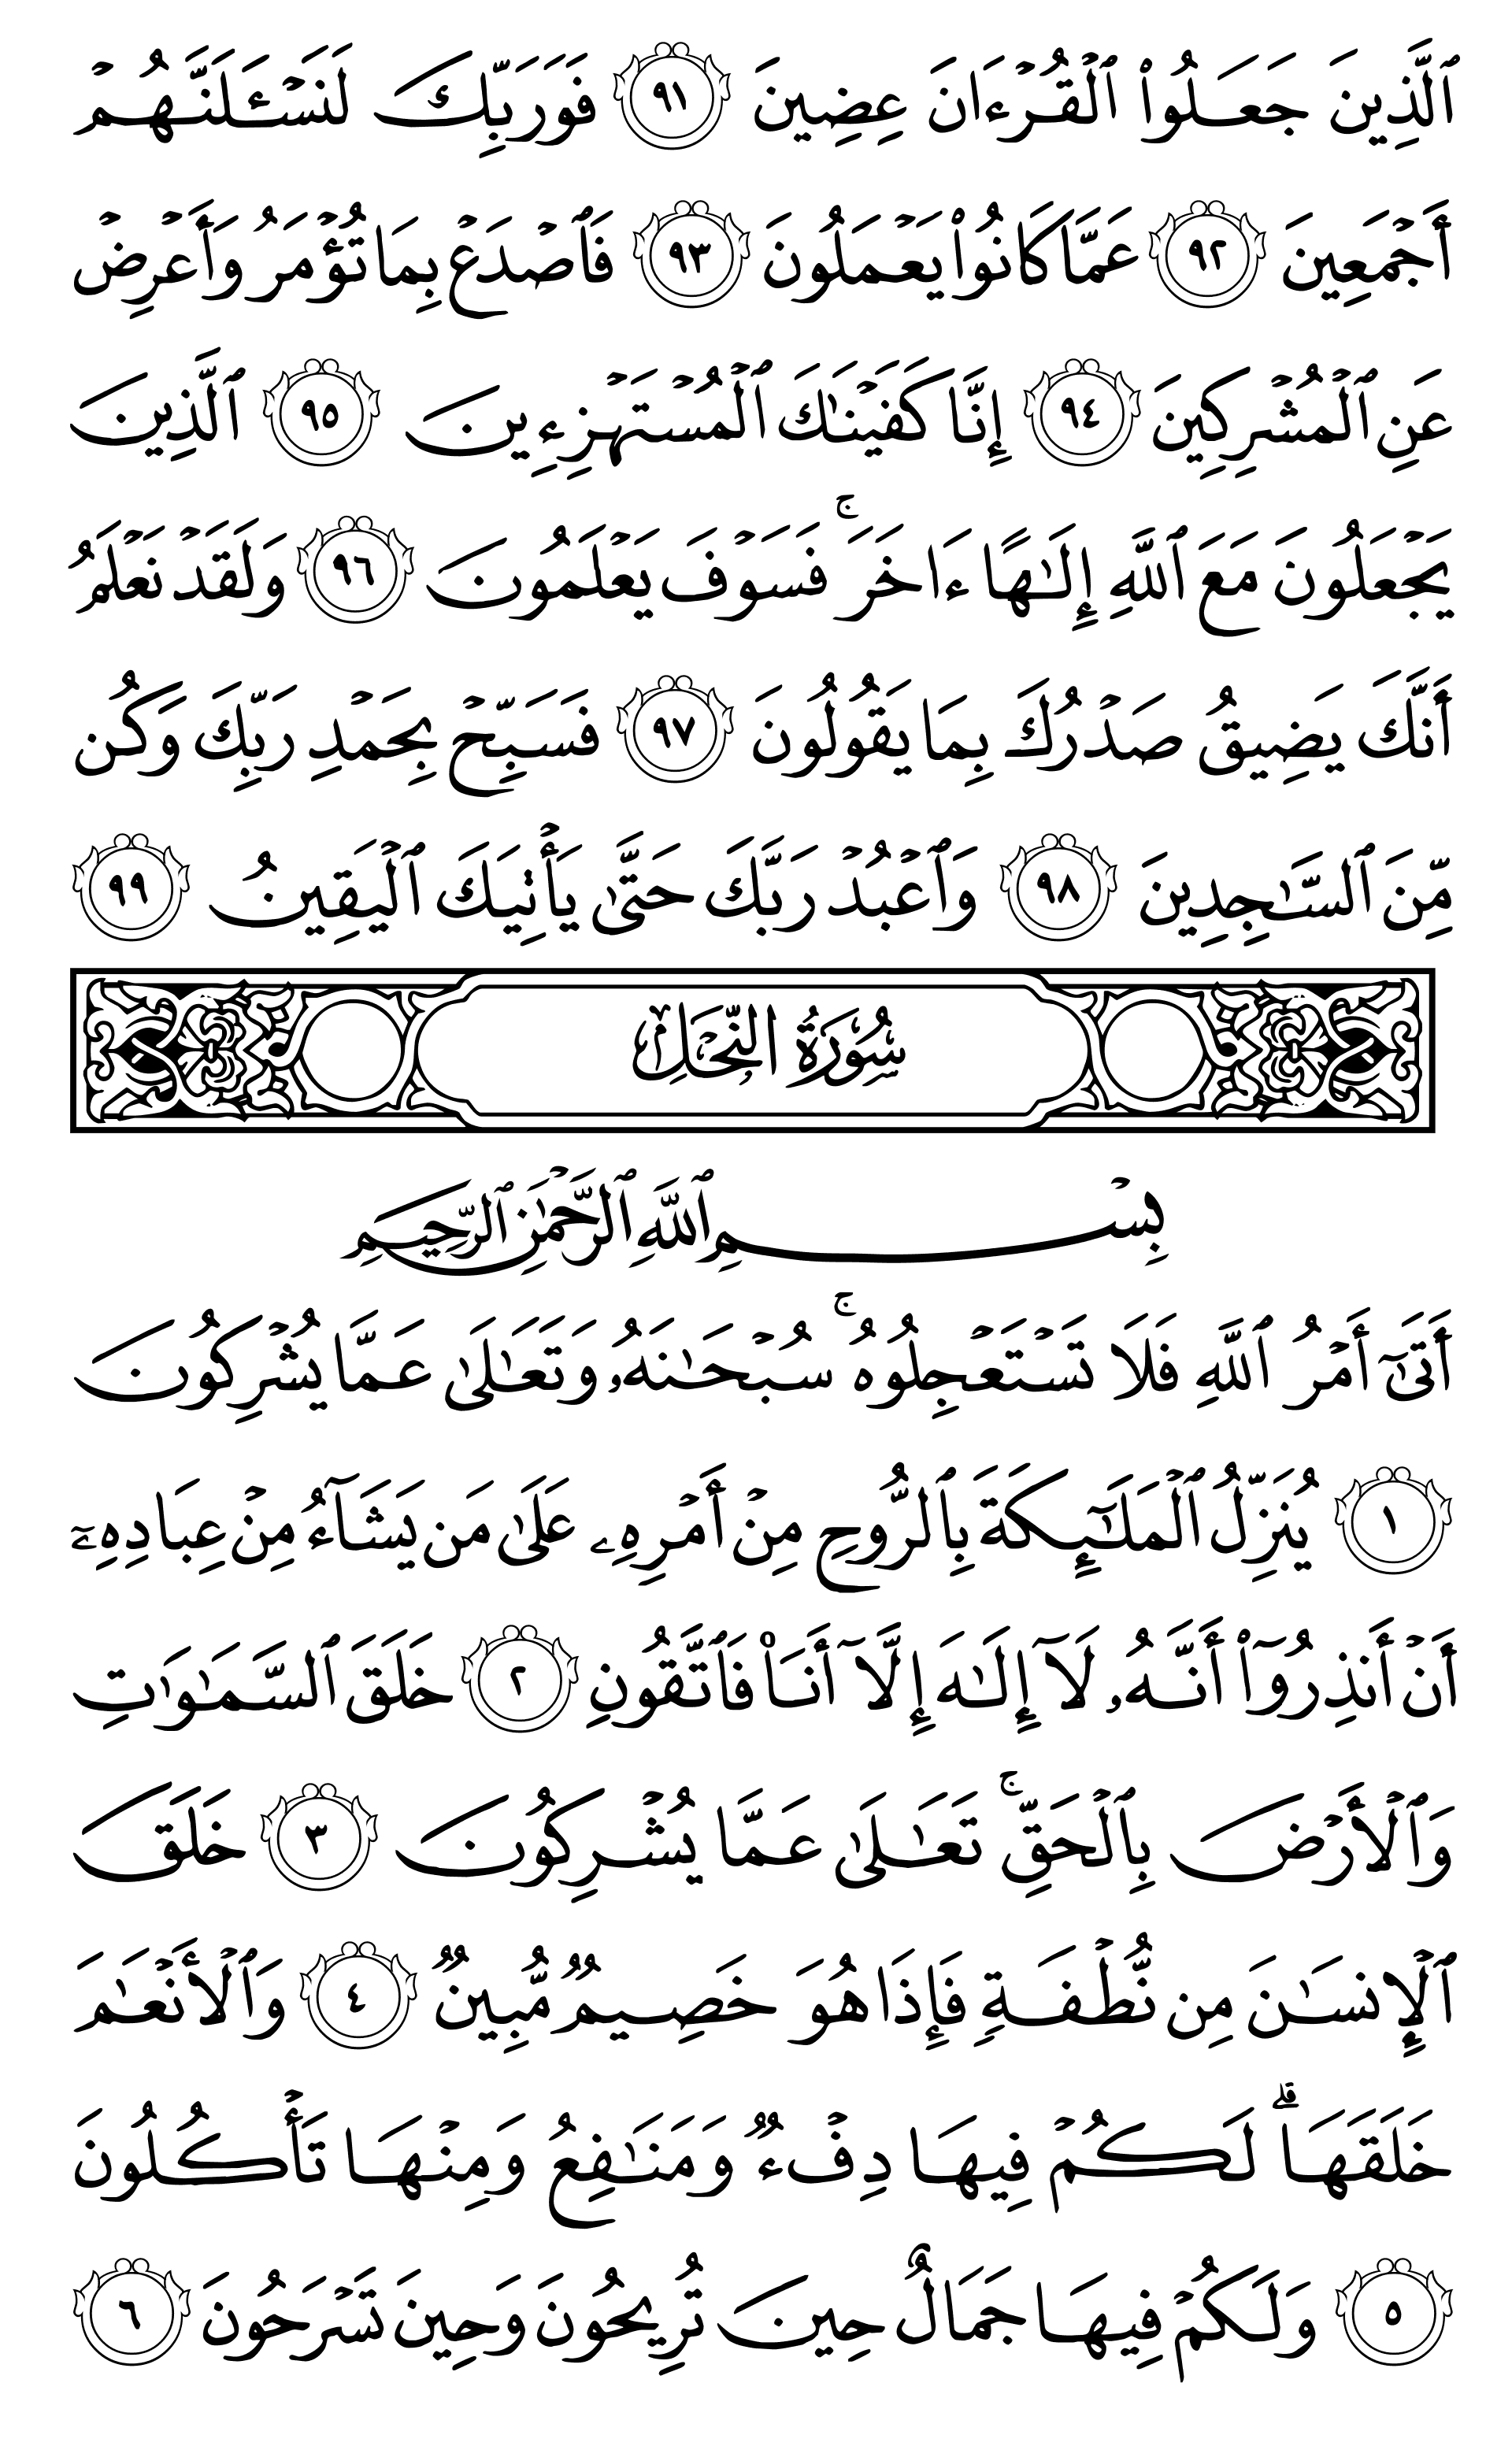 ٱلَّذِينَ جَعَلُوا۟ ٱلْقُرْءَانَ عِضِينَ ٩١ فَوَرَبِّكَ لَنَسْـَٔلَنَّهُمْ
أَجْمَعِينَ ٩٢ عَمَّا كَانُوا۟ يَعْمَلُونَ ٩٣ فَٱصْدَعْ بِمَا تُؤْمَرُ وَأَعْرِضْ
عَنِ ٱلْمُشْرِكِينَ ٩٤ إِنَّا كَفَيْنَـٰكَ ٱلْمُسْتَهْزِءِينَ ٩٥ ٱلَّذِينَ
يَجْعَلُونَ مَعَ ٱللَّهِ إِلَـٰهًا ءَاخَرَ ۚ فَسَوْفَ يَعْلَمُونَ ٩٦ وَلَقَدْ نَعْلَمُ
أَنَّكَ يَضِيقُ صَدْرُكَ بِمَا يَقُولُونَ ٩٧ فَسَبِّحْ بِحَمْدِ رَبِّكَ وَكُن
مِّنَ ٱلسَّـٰجِدِينَ ٩٨ وَٱعْبُدْ رَبَّكَ حَتَّىٰ يَأْتِيَكَ ٱلْيَقِينُ ٩٩
سُورَةُ النَّحْلِ
بِسْمِ ٱللَّهِ ٱلرَّحْمَـٰنِ ٱلرَّحِيمِ
أَتَىٰٓ أَمْرُ ٱللَّهِ فَلَا تَسْتَعْجِلُوهُ ۚ سُبْحَـٰنَهُۥ وَتَعَـٰلَىٰ عَمَّا يُشْرِكُونَ
١ يُنَزِّلُ ٱلْمَلَـٰٓئِكَةَ بِٱلرُّوحِ مِنْ أَمْرِهِۦ عَلَىٰ مَن يَشَآءُ مِنْ عِبَادِهِۦٓ
أَنْ أَنذِرُوٓا۟ أَنَّهُۥ لَآ إِلَـٰهَ إِلَّآ أَنَا۠ فَٱتَّقُونِ ٢ خَلَقَ ٱلسَّمَـٰوَٰتِ
وَٱلْأَرْضَ بِٱلْحَقِّ ۚ تَعَـٰلَىٰ عَمَّا يُشْرِكُونَ ٣ خَلَقَ
ٱلْإِنسَـٰنَ مِن نُّطْفَةٍ فَإِذَا هُوَ خَصِيمٌ مُّبِينٌ ٤ وَٱلْأَنْعَـٰمَ
خَلَقَهَا ۗ لَكُمْ فِيهَا دِفْءٌ وَمَنَـٰفِعُ وَمِنْهَا تَأْكُلُونَ
٥ وَلَكُمْ فِيهَا جَمَالٌ حِينَ تُرِيحُونَ وَحِينَ تَسْرَحُونَ ٦